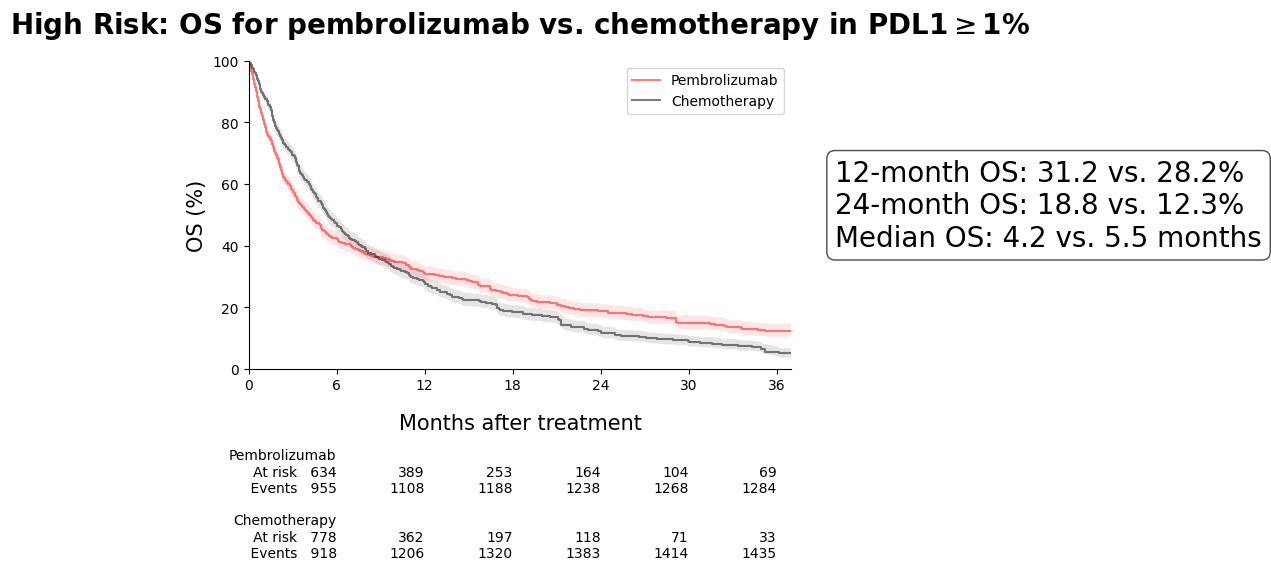 High Risk: OS for pembrolizumab vs. chemotherapy in PDL1 ≥ 1%
100
80
60
40
20
0
OS (%)
Pembrolizumab
Chemotherapy
0 6 12 18 24 30 36
Months after treatment
12-month OS: 31.2 vs. 28.2%
24-month OS: 18.8 vs. 12.3%
Median OS: 4.2 vs. 5.5 months
Pembrolizumab
At risk 634 389 253 164 104 69
Events 955 1108 1188 1238 1268 1284
Chemotherapy
At risk 778 362 197 118 71 33
Events 918 1206 1320 1383 1414 1435